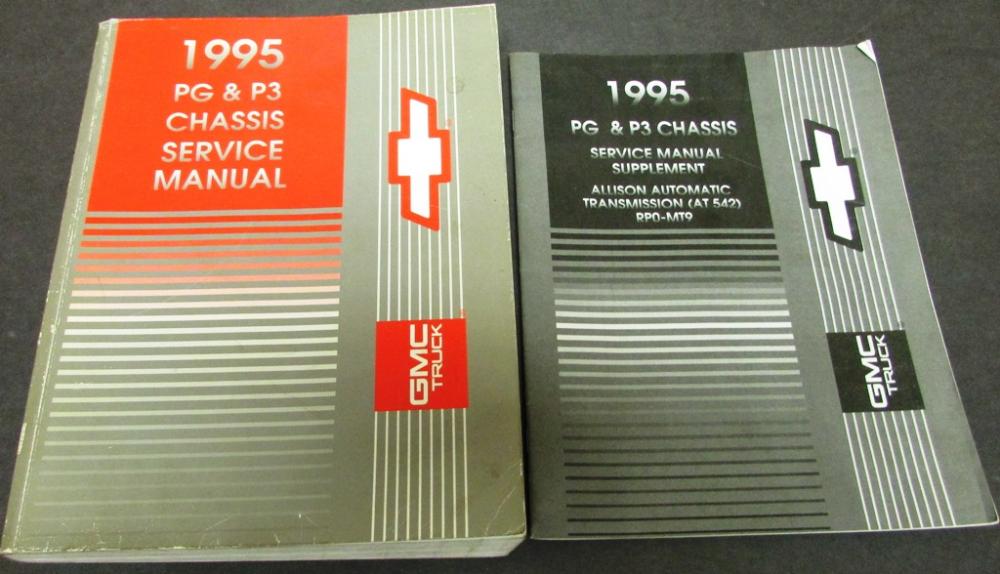 1995
PG & P3
CHASSIS
SERVICE
MANUAL
GMC
TRUCK
1995
PG & P3 CHASSIS
SERVICE MANUAL
SUPPLEMENT
ALLISON AUTOMATIC
TRANSMISSION (AT 542)
RP0-MT9
GMC
TRUCK